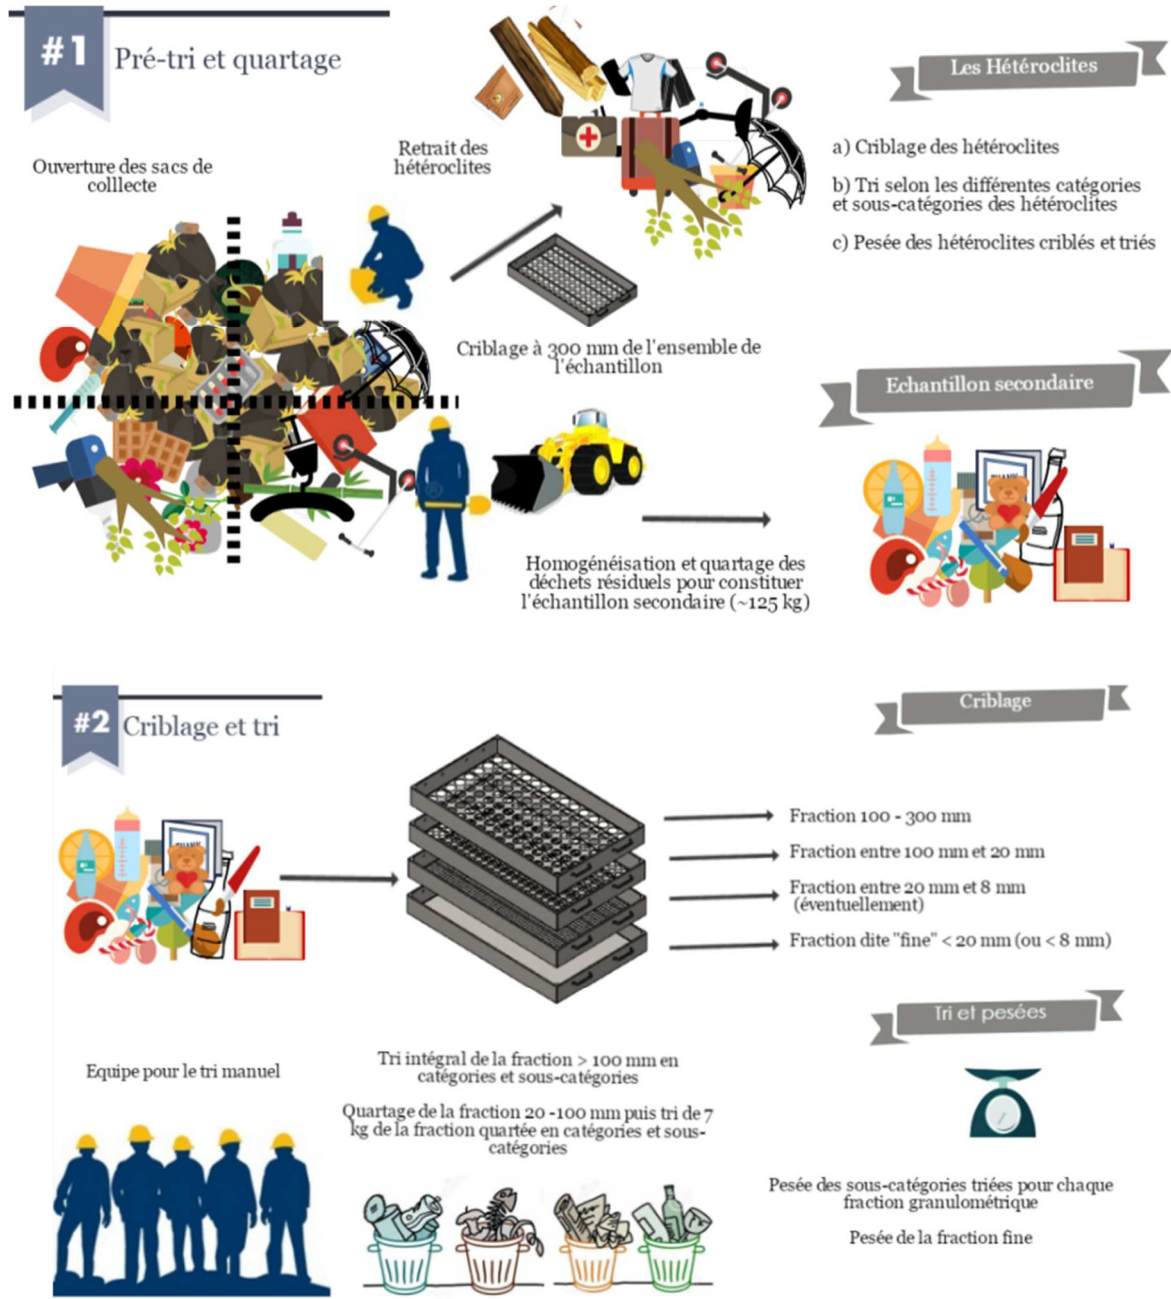 #1
Pré-tri et quartage
Ouverture des sacs de
colllecte
Retrait des
hétéroclites
Les Hétéroclites
a) Criblage des hétéroclites
b) Tri selon les différentes catégories
et sous-catégories des hétéroclites
c) Pesée des hétéroclites criblés et triés
Criblage à 300 mm de l'ensemble de
l'échantillon
Echantillon secondaire
Homogénéisation et quartage des
déchets résiduels pour constituer
l'échantillon secondaire (~125 kg)
#2
Criblage et tri
Criblage
Fraction 100 - 300 mm
Fraction entre 100 mm et 20 mm
Fraction entre 20 mm et 8 mm
(éventuellement)
Fraction dite "fine" < 20 mm (ou < 8 mm)
Tri et pesées
Equipe pour le tri manuel
Tri intégral de la fraction > 100 mm en
catégories et sous-catégories
Quartage de la fraction 20 -100 mm puis tri de 7
kg de la fraction quartée en catégories et sous-
catégories
Pesée des sous-catégories triées pour chaque
fraction granulométrique
Pesée de la fraction fine